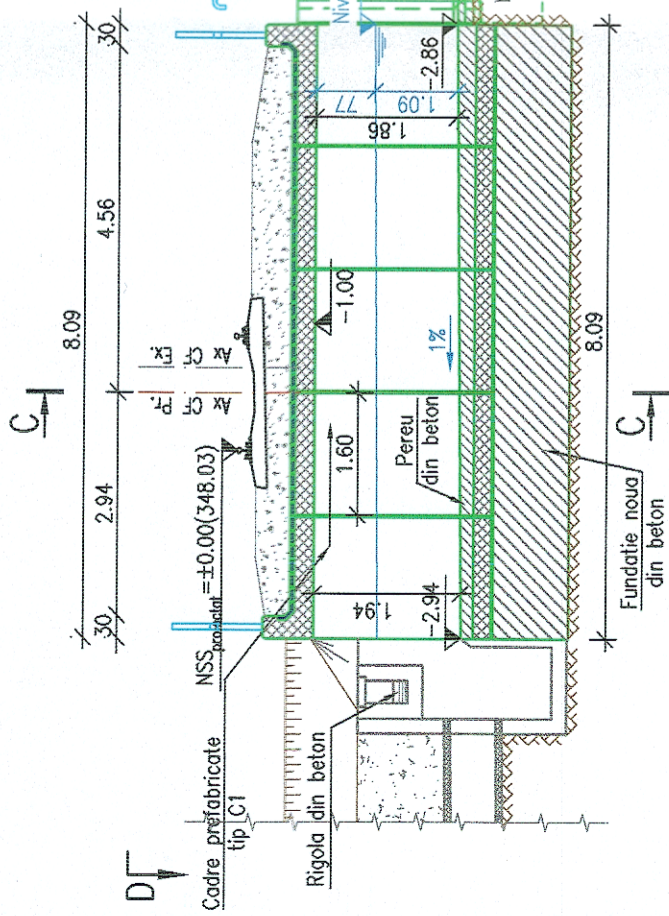 8.09
30
2.94
4.56
30
C
Ax CF Pr.
Ax CF Ex.
D
NSS proiectat =±0.00(348.03)
Cadre prefabricate
tip C1
Rigola din beton
-1.00
1.60
1.94
-2.94
Pereu
din beton
1%
77
1.09
1.86
-2.86
Niv
8.09
C
Fundatie noua
din beton